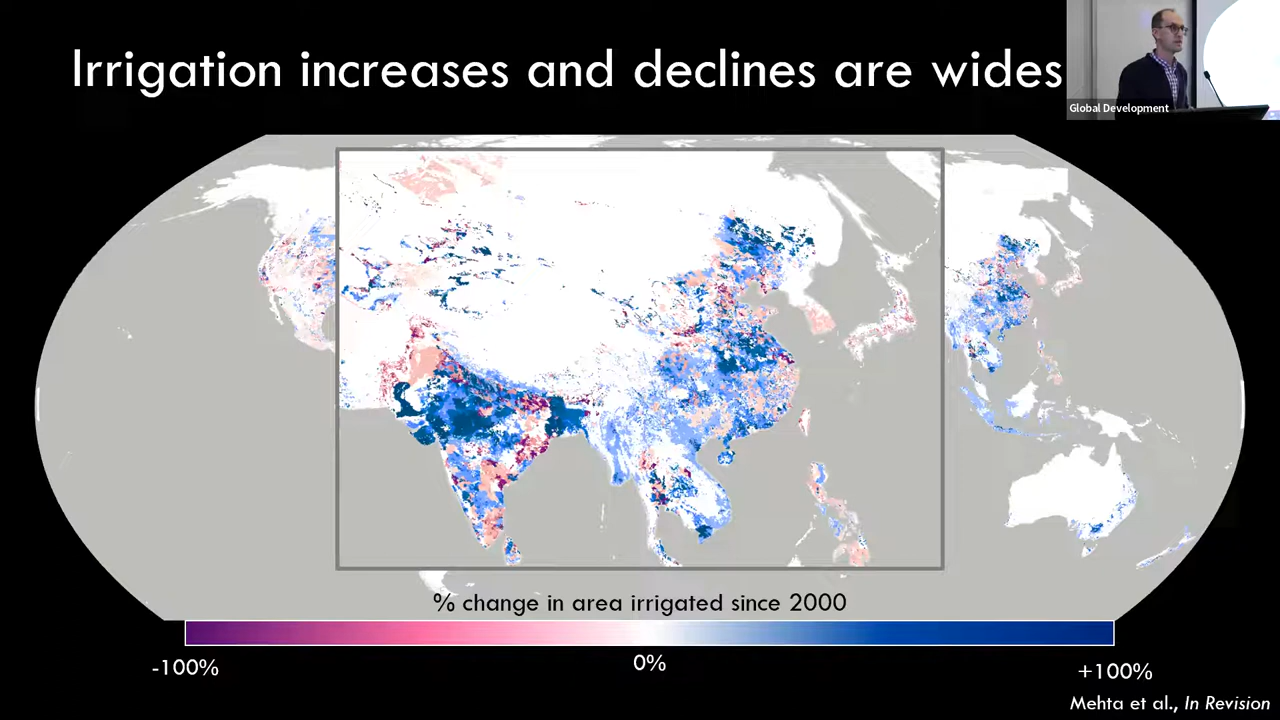 Irrigation increases and declines are wides
Global Development
% change in area irrigated since 2000
-100%
0%
+100%
Mehta et al., In Revision